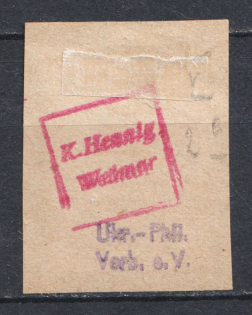 K. Hennig
Weimar
Ukr.-Phil.
Verb. e. V.